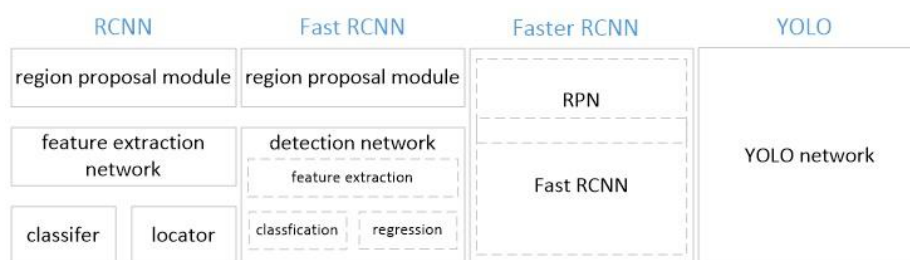 RCNN
Fast RCNN
Faster RCNN
YOLO
region proposal module
feature extraction
network
classifer
locator
region proposal module
detection network
feature extraction
classfication
regression
RPN
Fast RCNN
YOLO network